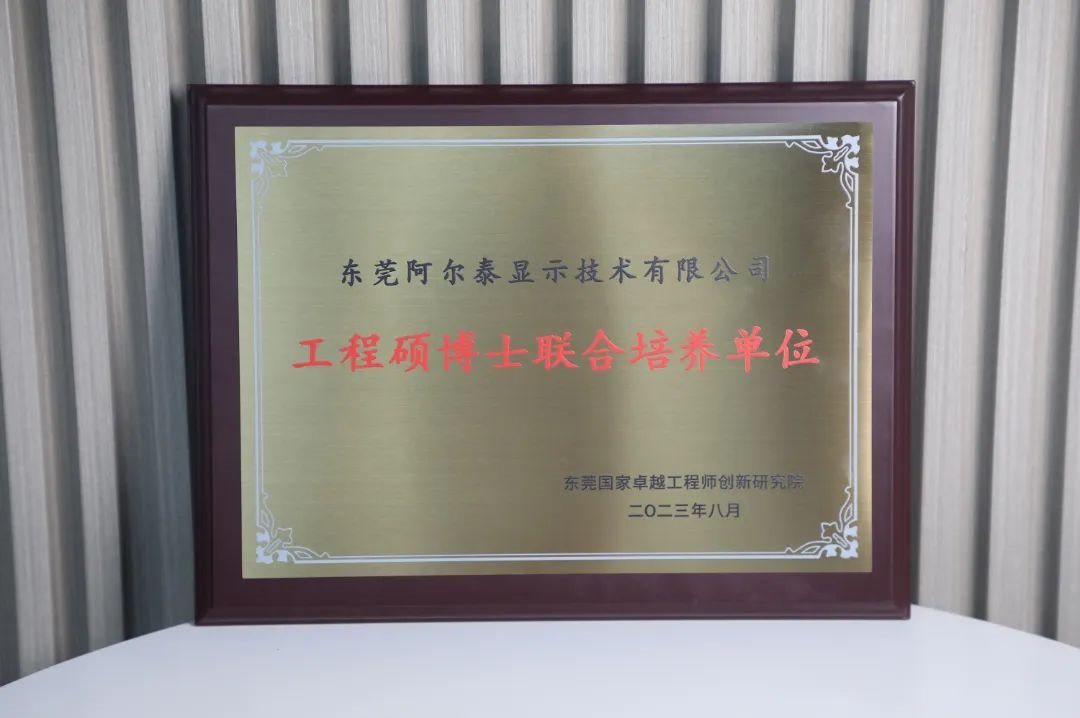 东莞阿尔泰显示技术有限公司
工程硕博士联合培养单位
东莞国家卓越工程师创新研究院
二〇二三年八月